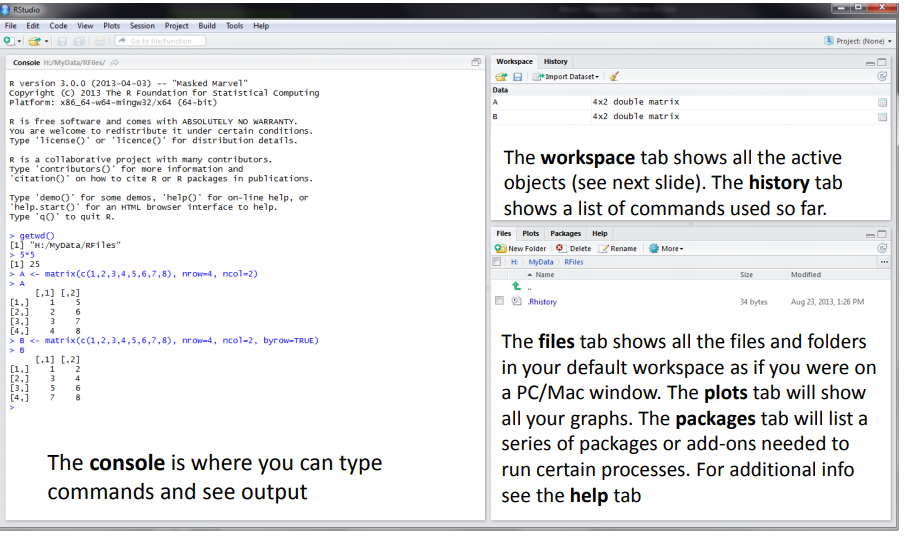 RStudio
File Edit Code View Plots Session Project Build Tools Help
Go to file/function
Project: (None)
Console H:/MyData/RFiles/
R version 3.0.0 (2013-04-03) -- "Masked Marvel"
Copyright (C) 2013 The R Foundation for Statistical Computing
Platform: x86_64-w64-mingw32/x64 (64-bit)
R is free software and comes with ABSOLUTELY NO WARRANTY.
You are welcome to redistribute it under certain conditions.
Type 'license()' or 'licence()' for distribution details.
R is a collaborative project with many contributors.
Type 'contributors()' for more information and
'citation()' on how to cite R or R packages in publications.
Type 'demo()' for some demos, 'help()' for on-line help, or
'help.start()' for an HTML browser interface to help.
Type 'q()' to quit R.
> getwd()
[1] "H:/MyData/RFiles"
> 5*5
[1] 25
> A <- matrix(c(1,2,3,4,5,6,7,8), nrow=4, ncol=2)
> A
[,1] [,2]
[1,] 1 5
[2,] 2 6
[3,] 3 7
[4,] 4 8
> B <- matrix(c(1,2,3,4,5,6,7,8), nrow=4, ncol=2, byrow=TRUE)
> B
[,1] [,2]
[1,] 1 2
[2,] 3 4
[3,] 5 6
[4,] 7 8
>
The console is where you can type
commands and see output
Workspace History
Import Dataset
Data
A 4x2 double matrix
B 4x2 double matrix
The workspace tab shows all the active
objects (see next slide). The history tab
shows a list of commands used so far.
Files Plots Packages Help
New Folder Delete Rename More
H: MyData RFiles
Name Size Modified
..
.Rhistory 34 bytes Aug 23, 2013, 1:26 PM
The files tab shows all the files and folders
in your default workspace as if you were on
a PC/Mac window. The plots tab will show
all your graphs. The packages tab will list a
series of packages or add-ons needed to
run certain processes. For additional info
see the help tab